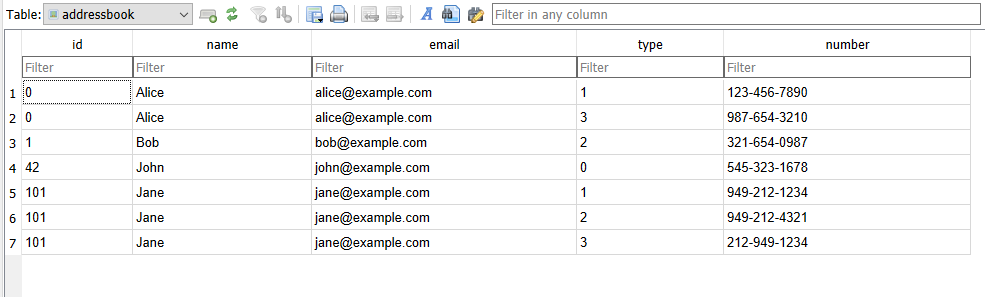 Table: addressbook Filter in any column
id name email type number
Filter Filter Filter Filter Filter
1 0 Alice alice@example.com 1 123-456-7890
2 0 Alice alice@example.com 3 987-654-3210
3 1 Bob bob@example.com 2 321-654-0987
4 42 John john@example.com 0 545-323-1678
5 101 Jane jane@example.com 1 949-212-1234
6 101 Jane jane@example.com 2 949-212-4321
7 101 Jane jane@example.com 3 212-949-1234